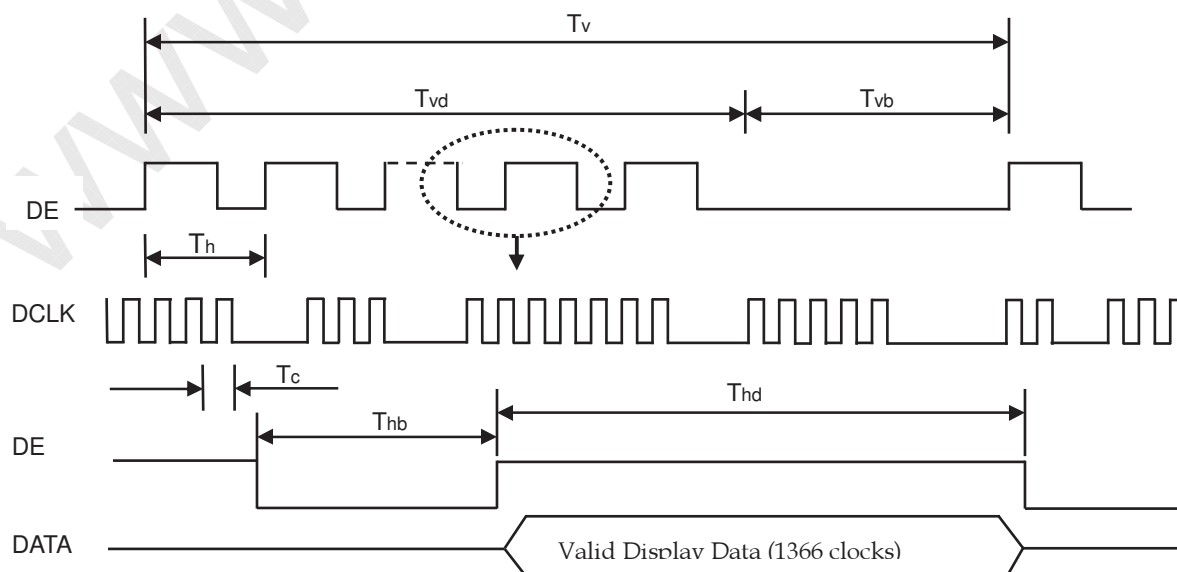 Tv
Tvd
Tvb
DE
Th
DCLK
Tc
Thd
Thb
DE
DATA
Valid Display Data (1366 clocks)